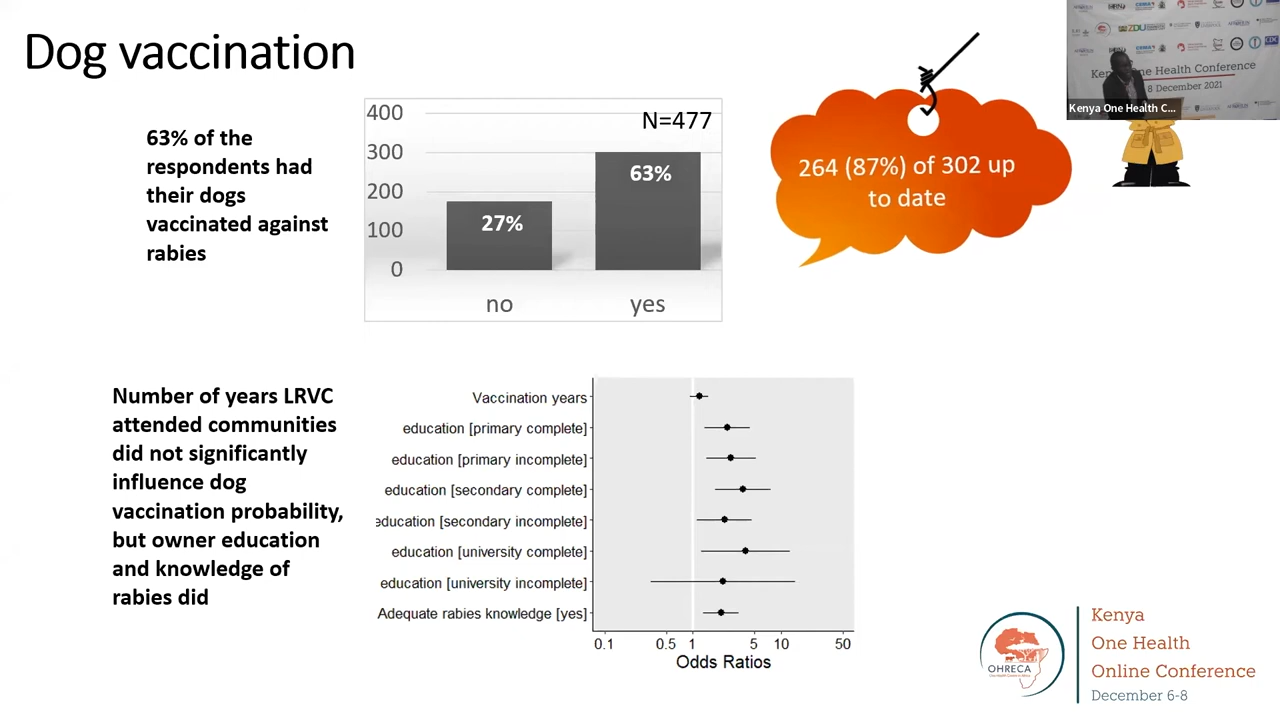 Dog vaccination
63% of the
respondents had
their dogs
vaccinated against
rabies
400
300
200
100
0
N=477
27%
63%
no
yes
264 (87%) of 302 up
to date
Kenya One Health Conference
8 December 2021
Kenya One Health C...
Number of years LRVC
attended communities
did not significantly
influence dog
vaccination probability,
but owner education
and knowledge of
rabies did
Vaccination years
education [primary complete]
education [primary incomplete]
education [secondary complete]
education [secondary incomplete]
education [university complete]
education [university incomplete]
Adequate rabies knowledge [yes]
0.1 0.5 1 5 10 50
Odds Ratios
OHRECA
Kenya
One Health
Online Conference
December 6-8